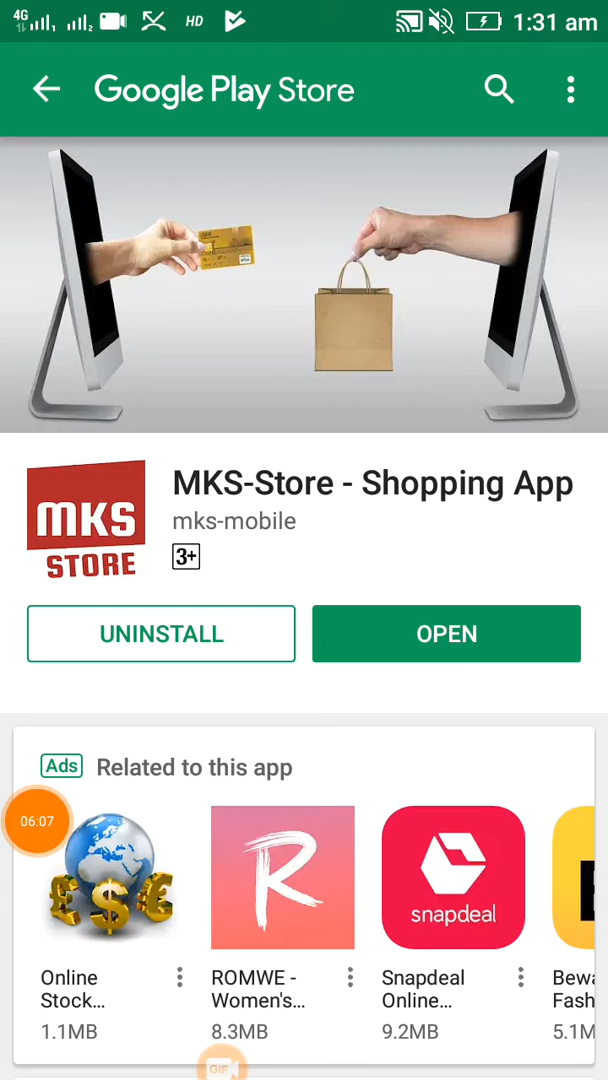 4G HD 1:31 am
Google Play Store
MKS-Store - Shopping App
mks-mobile
3+
MKS
STORE
UNINSTALL
OPEN
Ads Related to this app
06:07
£$€
R
snapdeal
Online
Stock...
1.1MB
ROMWE -
Women's...
8.3MB
Snapdeal
Online...
9.2MB
Bewa
Fash
5.1M
GIF